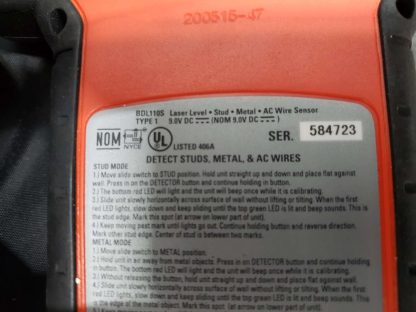 200515-47
BDL110S Laser Level • Stud • Metal • AC Wire Sensor
TYPE 1 9.0V DC (NOM 9,0V DC )
NOM NYCE UL LISTED 486A SER. 584723
DETECT STUDS, METAL, & AC WIRES
STUD MODE
1.) Move slide switch to STUD position. Hold unit straight up and down and place flat against
wall. Press in on the DETECTOR button and continue holding in button.
2.) The bottom red LED will light and the unit will beep once while it is calibrating.
3.) Slide unit slowly horizontally across surface of wall without lifting or tilting. When the first
red LED lights, slow down and keep sliding until the top green LED is lit and beep sounds. This is
the stud edge. Mark this spot (at arrow on lower part of unit).
4.) Keep moving past mark until lights go out. Continue holding button and reverse direction.
Mark other stud edge. Center of stud is between two marks.
METAL MODE
1.) Move slide switch to METAL position.
2.) Hold unit in air away from metal objects. Press in on DETECTOR button and continue holding
in button. The bottom red LED will light and the unit will beep once while it is calibrating.
3.) Without releasing the button, hold unit straight up and down and place flat against wall.
4.) Slide unit slowly horizontally across surface of wall without lifting or tilting. When the first
red LED lights, slow down and keep sliding until the top green LED is lit and beep sounds. This is
the metal edge. Mark this spot (at arrow on lower part of unit).